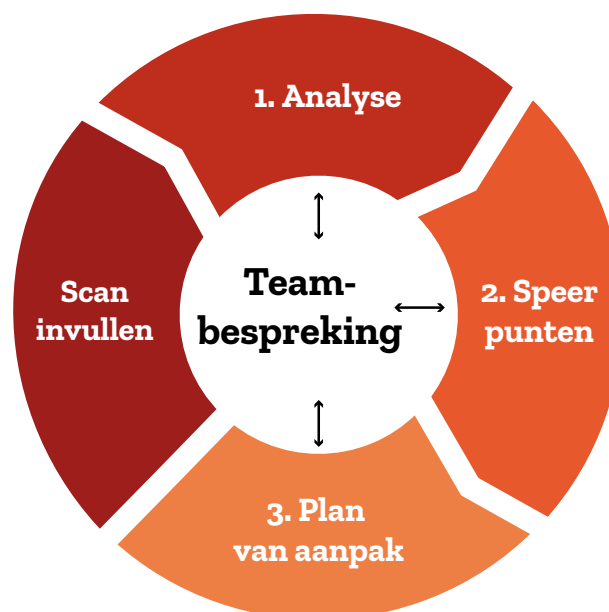 1. Analyse
2. Speer
punten
3. Plan
van aanpak
Scan
invullen
Team-
bespreking